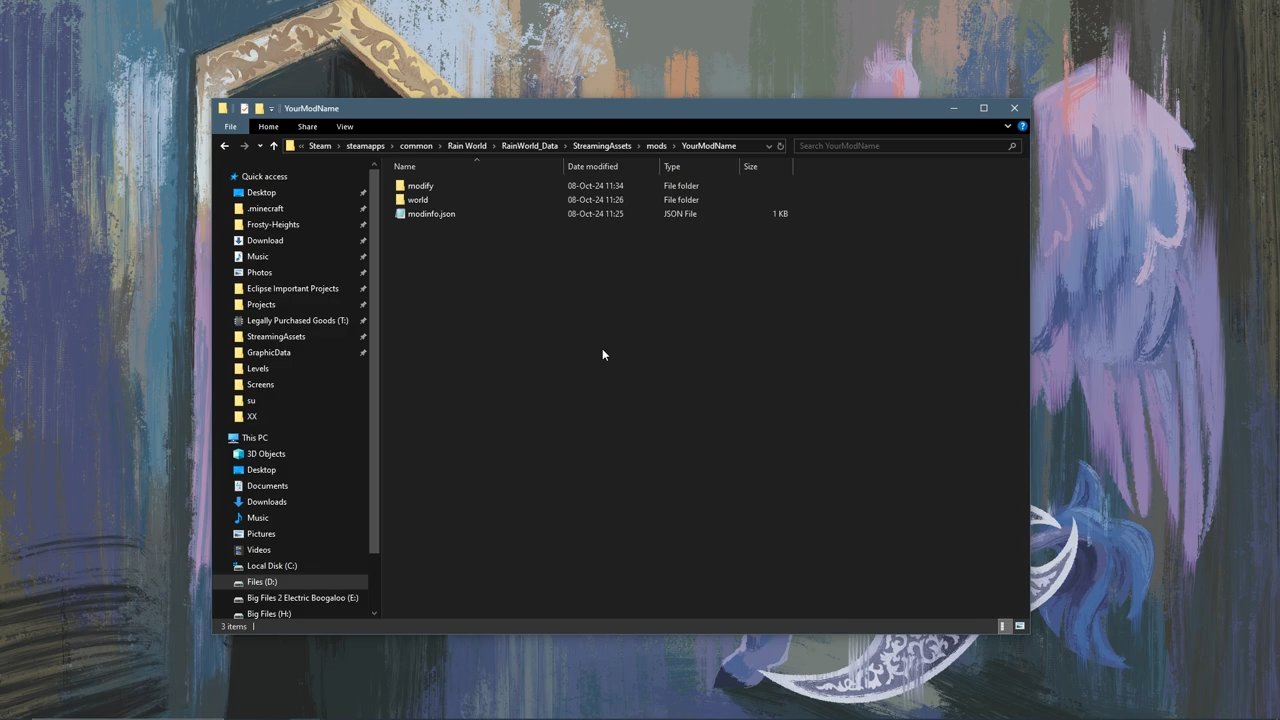 YourModName
File Home Share View
« Steam › steamapps › common › Rain World › RainWorld_Data › StreamingAssets › mods › YourModName Search YourModName
Name Date modified Type Size
Quick access
Desktop
.minecraft
Frosty-Heights
Download
Music
Photos
Eclipse Important Projects
Projects
Legally Purchased Goods (T:)
StreamingAssets
GraphicData
Levels
Screens
su
XX
This PC
3D Objects
Desktop
Documents
Downloads
Music
Pictures
Videos
Local Disk (C:)
Files (D:)
Big Files 2 Electric Boogaloo (E:)
Big Files (H:)
modify 08-Oct-24 11:34 File folder
world 08-Oct-24 11:26 File folder
modinfo.json 08-Oct-24 11:25 JSON File 1 KB
3 items